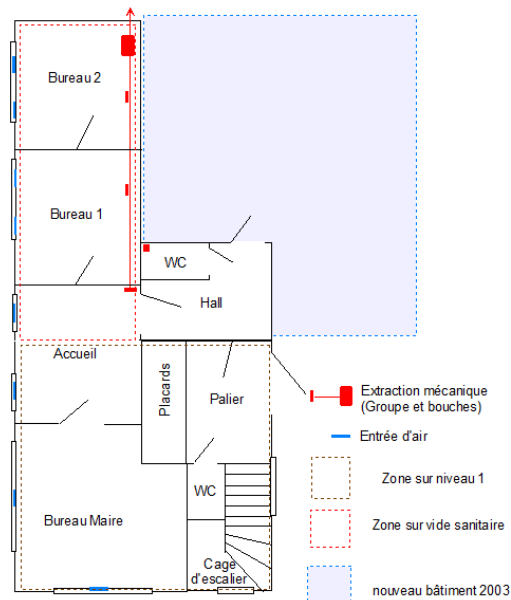 Bureau 2
Bureau 1
WC
Hall
Accueil
Placards
Palier
Extraction mécanique
(Groupe et bouches)
Entrée d'air
Zone sur niveau 1
WC
Bureau Maire
Zone sur vide sanitaire
Cage
d'escalier
nouveau bâtiment 2003